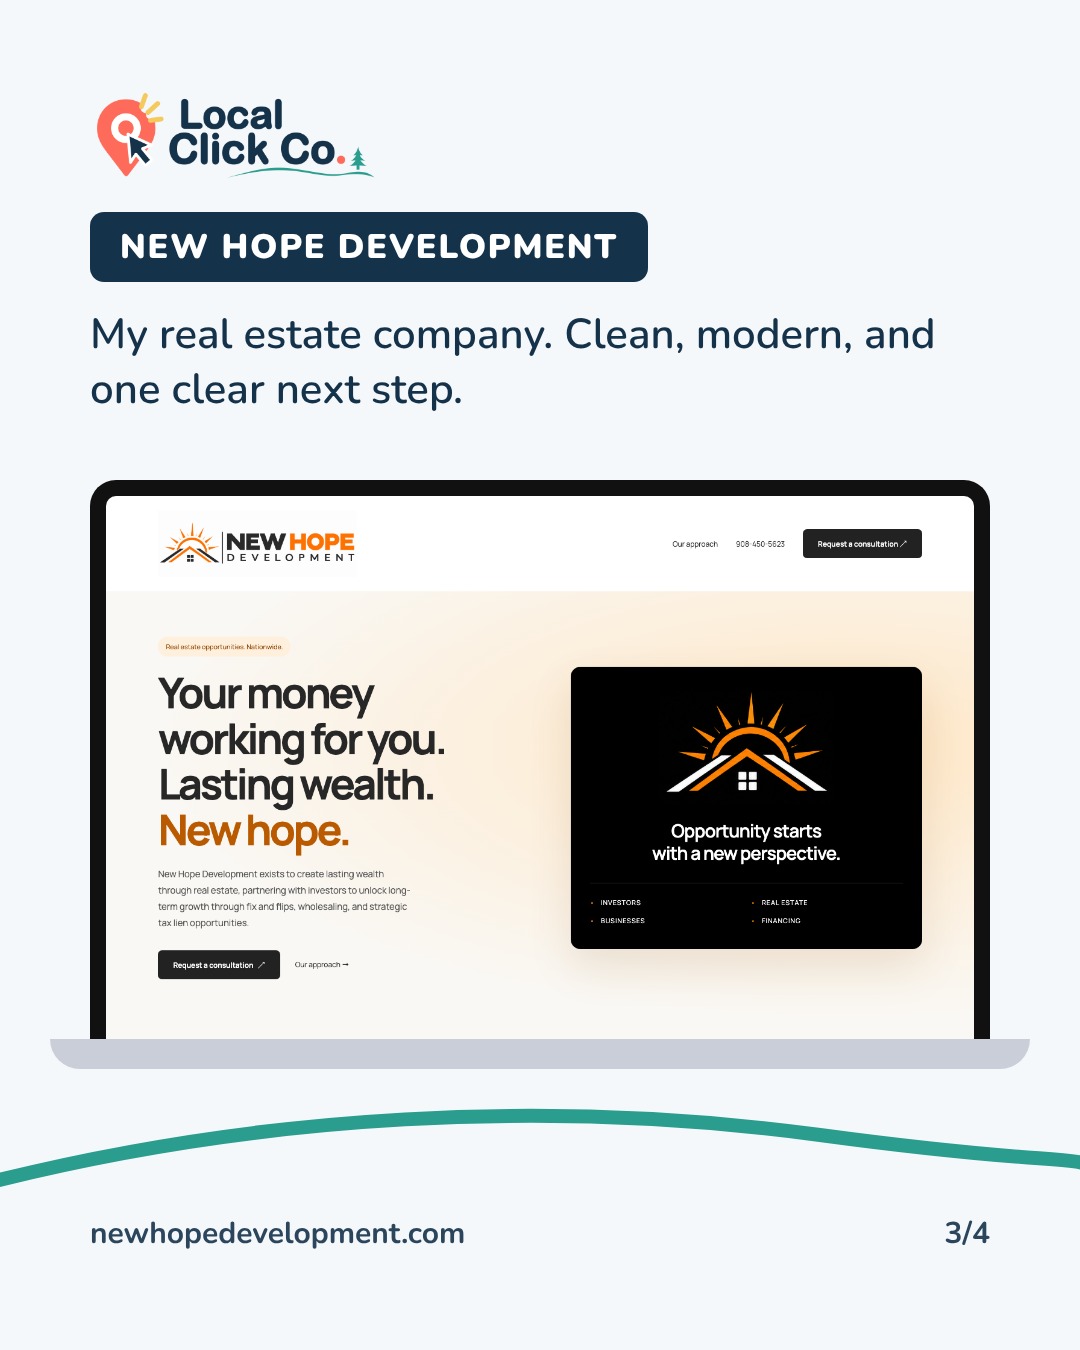 Local
Click Co.
NEW HOPE DEVELOPMENT
My real estate company. Clean, modern, and
one clear next step.
NEW HOPE
DEVELOPMENT
Our approach
908-450-5623
Request a consultation ↗
Real estate opportunities. Nationwide.
Your money
working for you.
Lasting wealth.
New hope.
New Hope Development exists to create lasting wealth
through real estate, partnering with investors to unlock long-
term growth through fix and flips, wholesaling, and strategic
tax lien opportunities.
Request a consultation ↗
Our approach →
Opportunity starts
with a new perspective.
• INVESTORS
• REAL ESTATE
• BUSINESSES
• FINANCING
newhopedevelopment.com
3/4